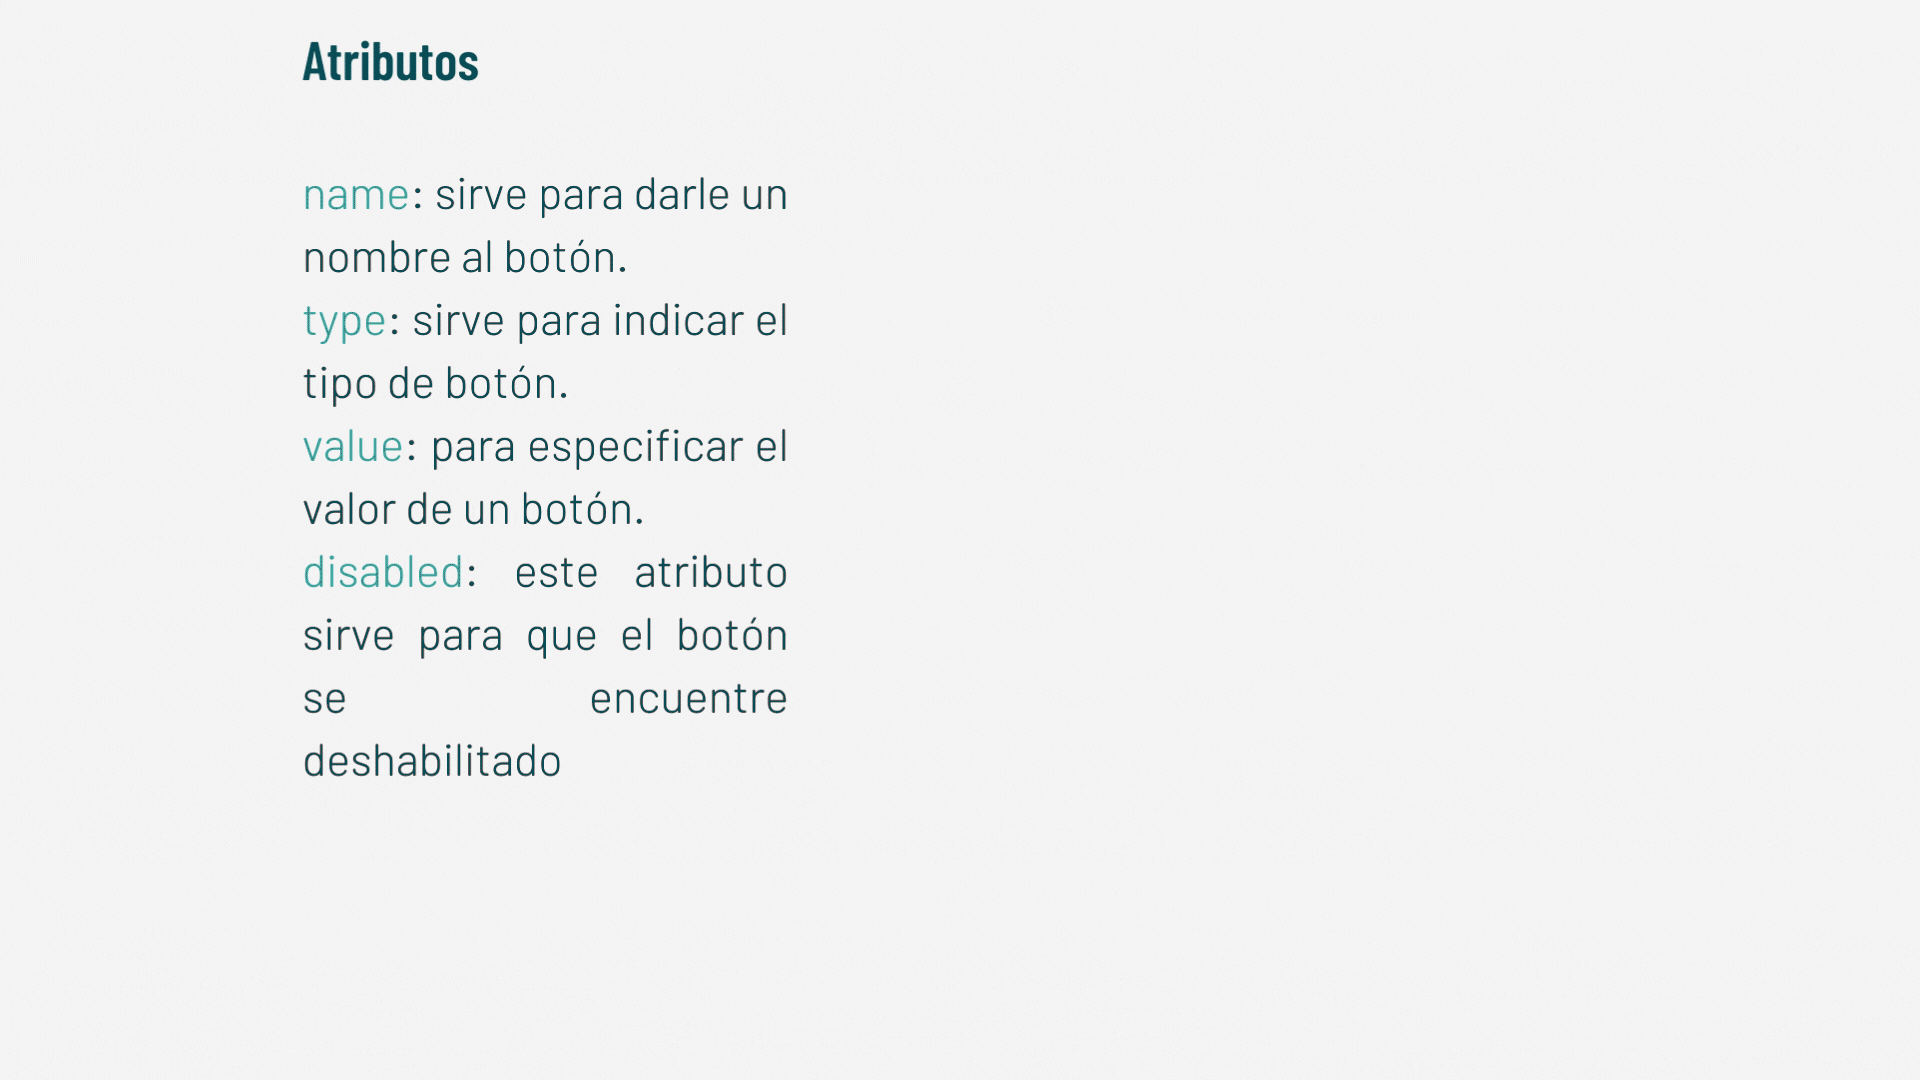 Atributos
name: sirve para darle un
nombre al botón.
type: sirve para indicar el
tipo de botón.
value: para especificar el
valor de un botón.
disabled: este atributo
sirve para que el botón
se encuentre
deshabilitado